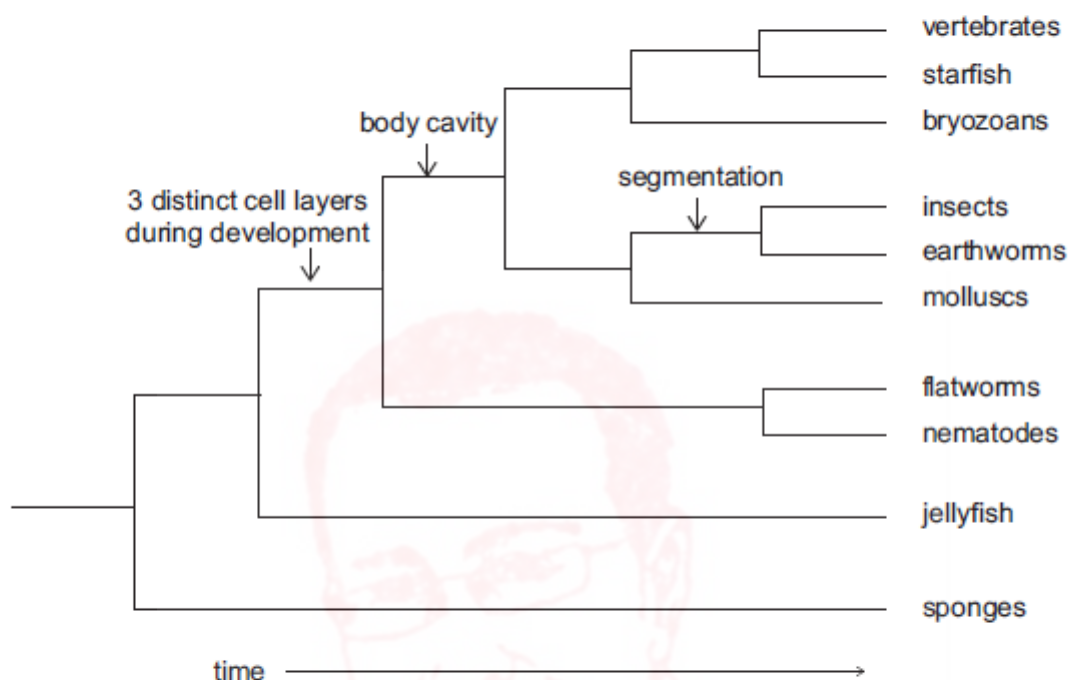 vertebrates
starfish
bryozoans
body cavity
segmentation
3 distinct cell layers
during development
insects
earthworms
molluscs
flatworms
nematodes
jellyfish
sponges
time